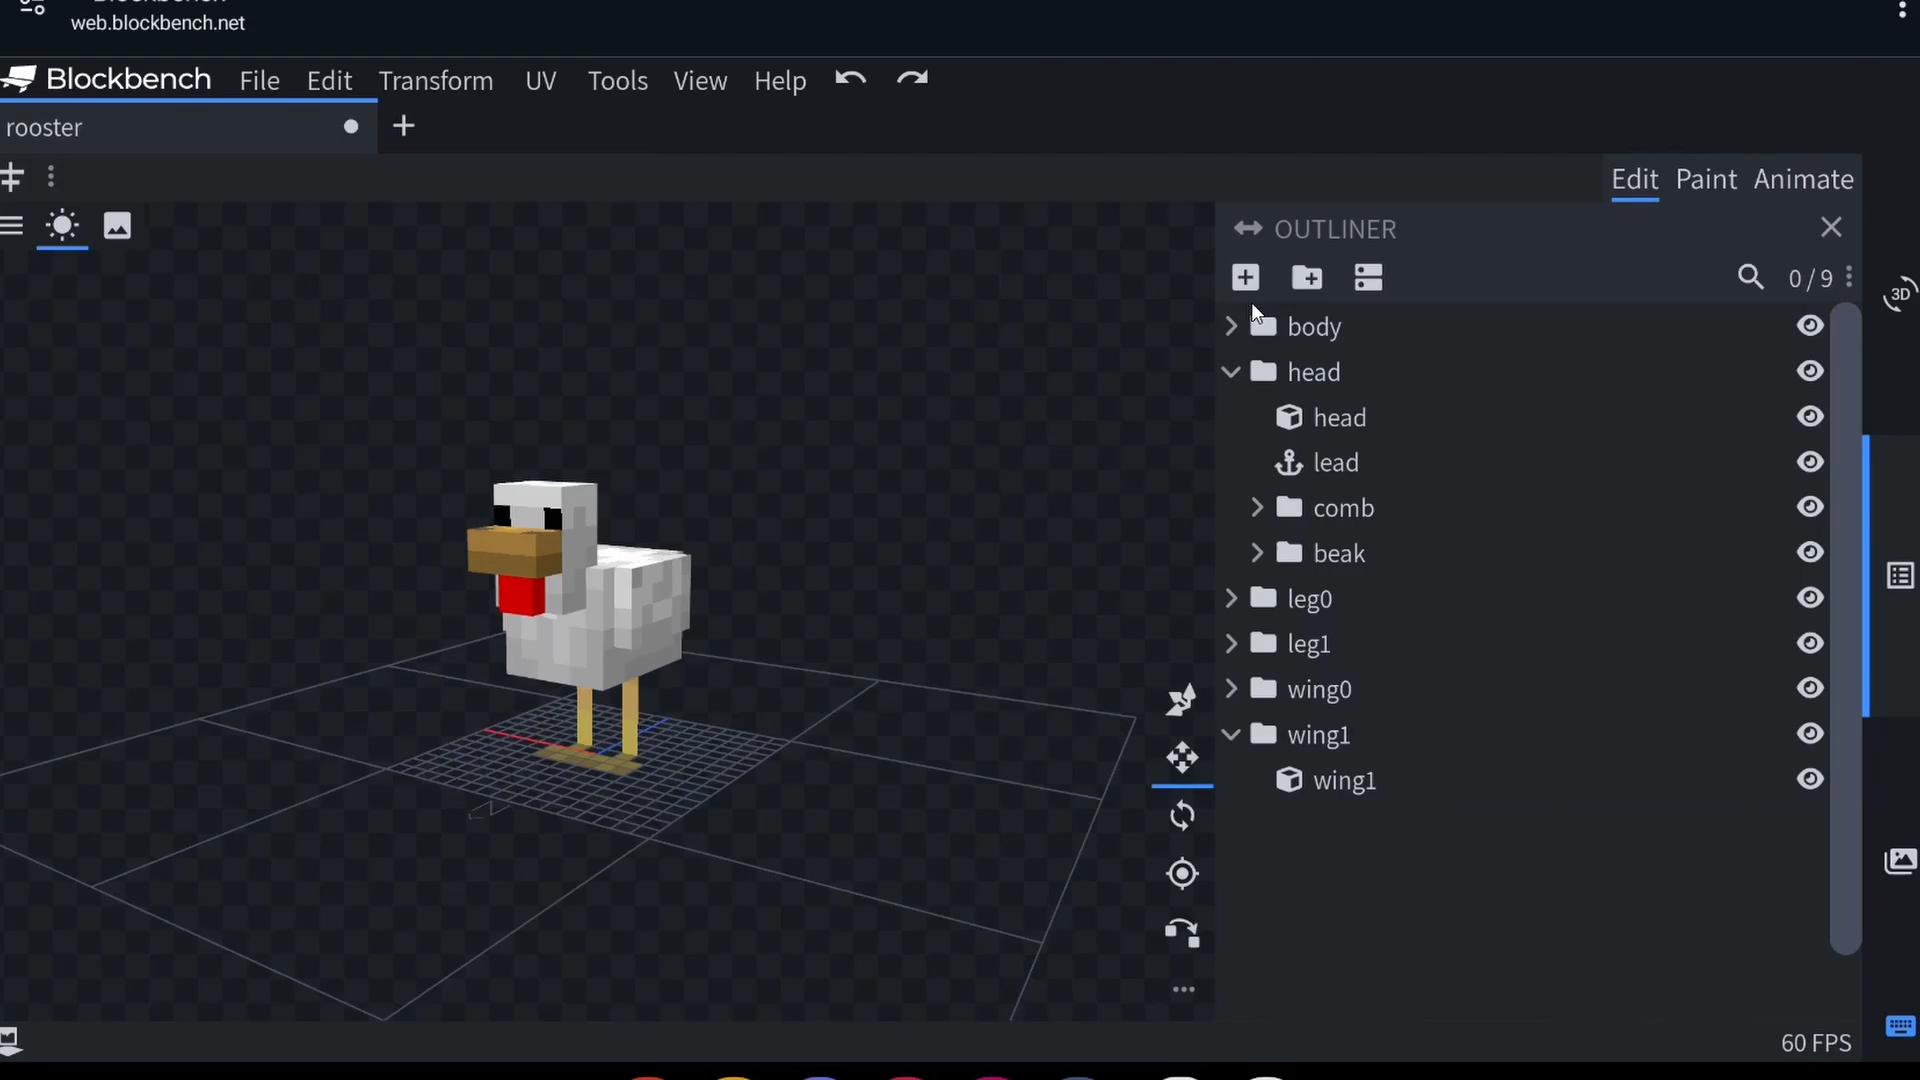 web.blockbench.net
Blockbench File Edit Transform UV Tools View Help
rooster
Edit Paint Animate
OUTLINER
0 / 9
body
head
head
lead
comb
beak
leg0
leg1
wing0
wing1
wing1
3D
60 FPS